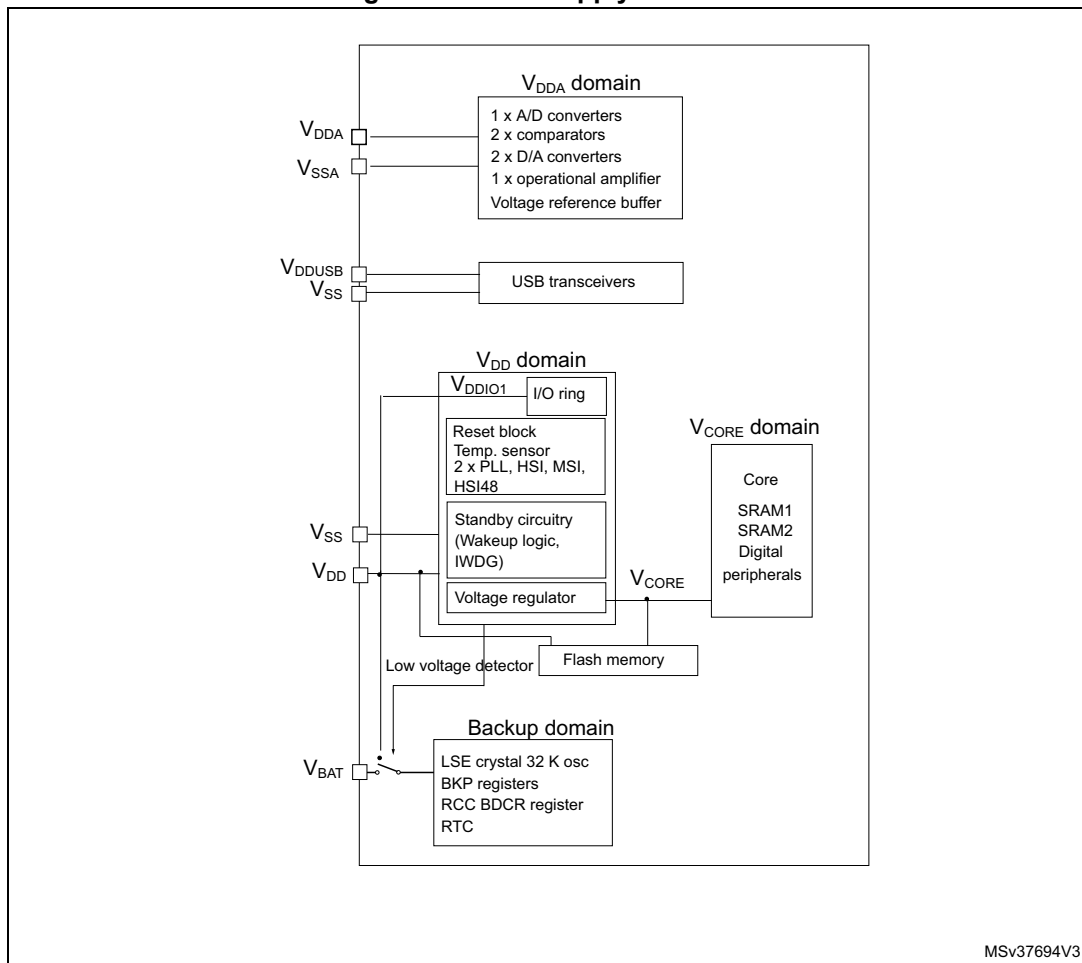 V_DDA domain
1 x A/D converters
2 x comparators
2 x D/A converters
1 x operational amplifier
Voltage reference buffer
V_DDA
V_SSA
V_DDUSB
V_SS
USB transceivers
V_DD domain
V_DDIO1
I/O ring
Reset block
Temp. sensor
2 x PLL, HSI, MSI,
HSI48
V_SS
V_DD
Standby circuitry
(Wakeup logic,
IWDG)
Voltage regulator
V_CORE
V_CORE domain
Core
SRAM1
SRAM2
Digital
peripherals
Flash memory
Low voltage detector
Backup domain
V_BAT
LSE crystal 32 K osc
BKP registers
RCC BDCR register
RTC
MSv37694V3